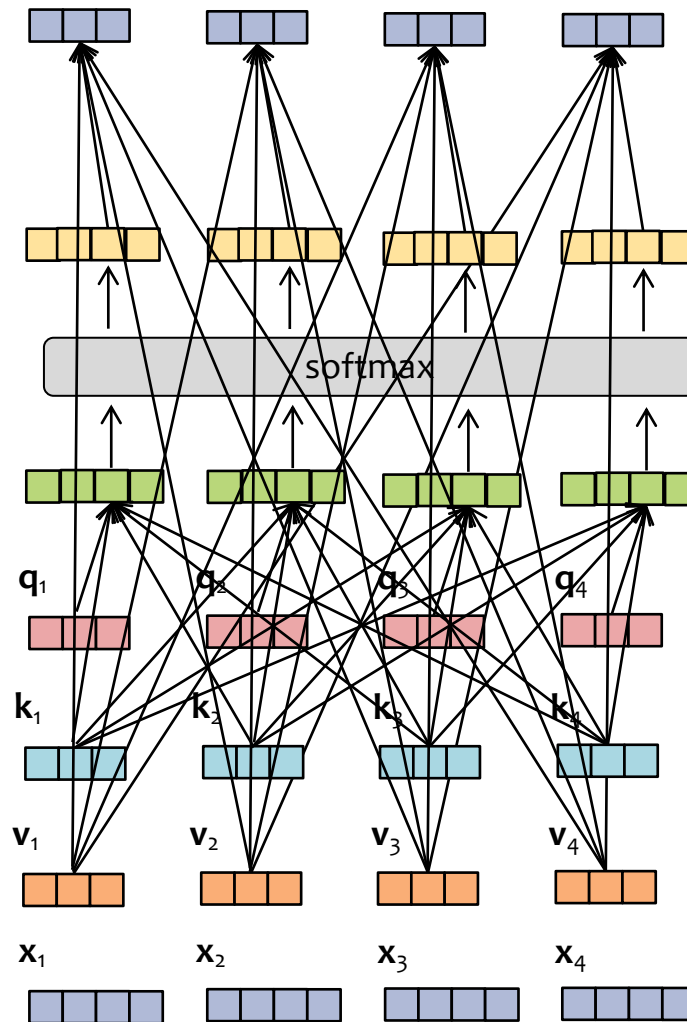 softmax
q₁ q₂ q₃ q₄
k₁ k₂ k₃ k₄
v₁ v₂ v₃ v₄
x₁ x₂ x₃ x₄